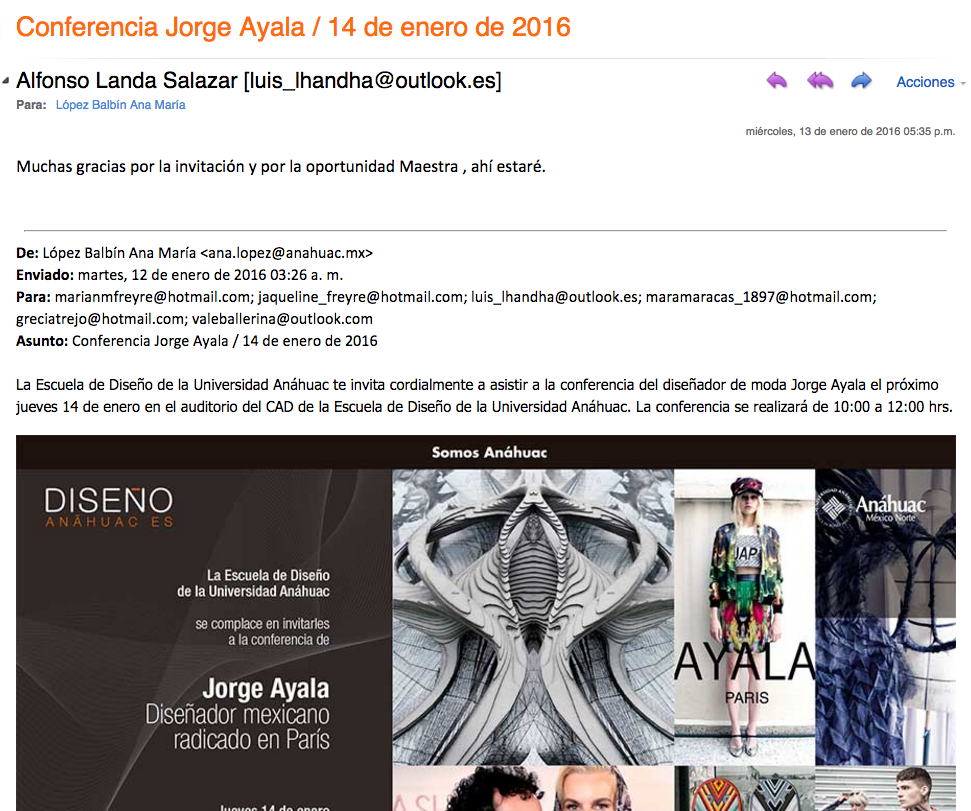 Conferencia Jorge Ayala / 14 de enero de 2016
Alfonso Landa Salazar [luis_lhandha@outlook.es]
Acciones
Para: López Balbín Ana María
miércoles, 13 de enero de 2016 05:35 p.m.
Muchas gracias por la invitación y por la oportunidad Maestra , ahí estaré.
De: López Balbín Ana María <ana.lopez@anahuac.mx>
Enviado: martes, 12 de enero de 2016 03:26 a. m.
Para: marianmfreyre@hotmail.com; jaqueline_freyre@hotmail.com; luis_lhandha@outlook.es; maramaracas_1897@hotmail.com;
greciatrejo@hotmail.com; valeballerina@outlook.com
Asunto: Conferencia Jorge Ayala / 14 de enero de 2016
La Escuela de Diseño de la Universidad Anáhuac te invita cordialmente a asistir a la conferencia del diseñador de moda Jorge Ayala el próximo
jueves 14 de enero en el auditorio del CAD de la Escuela de Diseño de la Universidad Anáhuac. La conferencia se realizará de 10:00 a 12:00 hrs.
Somos Anáhuac
DISEÑO
ANÁHUAC ES
La Escuela de Diseño
de la Universidad Anáhuac
se complace en invitarles
a la conferencia de
Jorge Ayala
Diseñador mexicano
radicado en París
Jueves 14 de enero
JAP
AYALA
PARIS
Anáhuac
México Norte